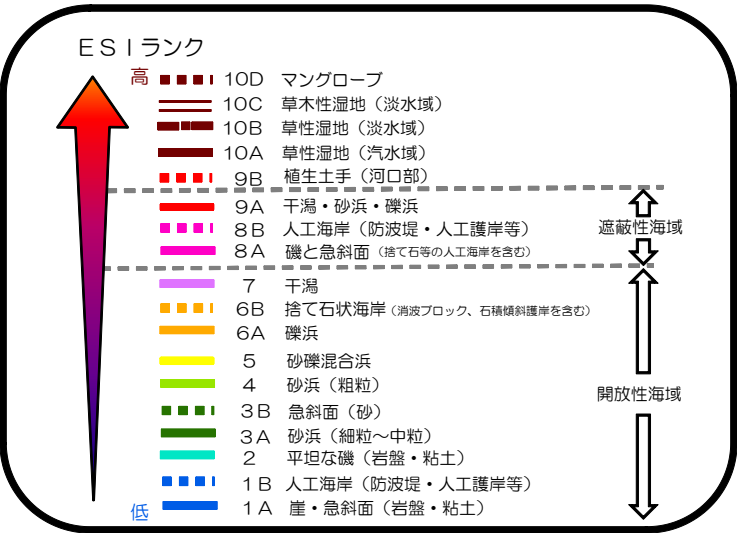 ESIランク
高
10D マングローブ
10C 草木性湿地（淡水域）
10B 草性湿地（淡水域）
10A 草性湿地（汽水域）
9B 植生土手（河口部）
9A 干潟・砂浜・礫浜
8B 人工海岸（防波堤・人工護岸等）
遮蔽性海域
8A 磯と急斜面（捨て石等の人工海岸を含む）
7 干潟
6B 捨て石状海岸（消波ブロック、石積傾斜護岸を含む）
6A 礫浜
5 砂礫混合浜
4 砂浜（粗粒）
開放性海域
3B 急斜面（砂）
3A 砂浜（細粒～中粒）
2 平坦な磯（岩盤・粘土）
1B 人工海岸（防波堤・人工護岸等）
1A 崖・急斜面（岩盤・粘土）
低